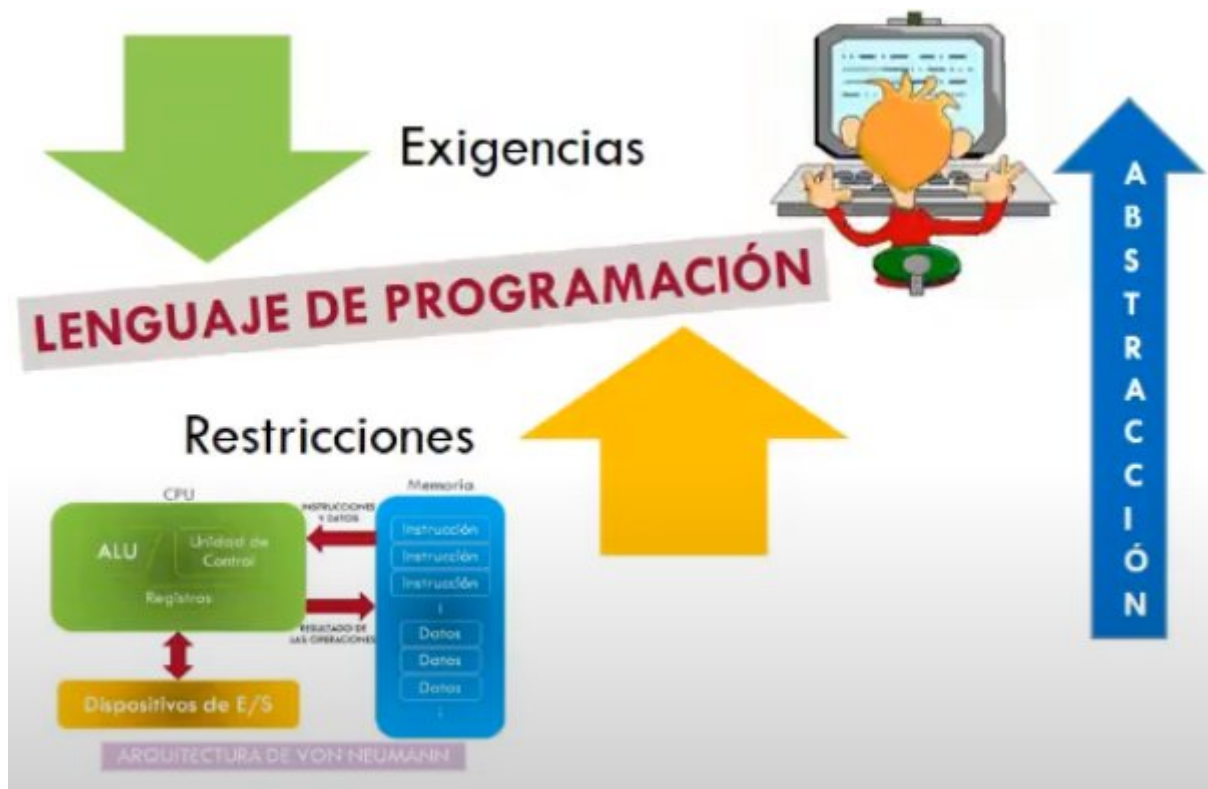 Exigencias
LENGUAJE DE PROGRAMACIÓN
ABSTRACCIÓN
Restricciones
CPU
ALU
Unidad de
Control
Registros
INSTRUCCIONES
Y DATOS
RESULTADO DE
LAS OPERACIONES
Memoria
Instrucción
Instrucción
Instrucción
Datos
Datos
Datos
Dispositivos de E/S
ARQUITECTURA DE VON NEUMANN